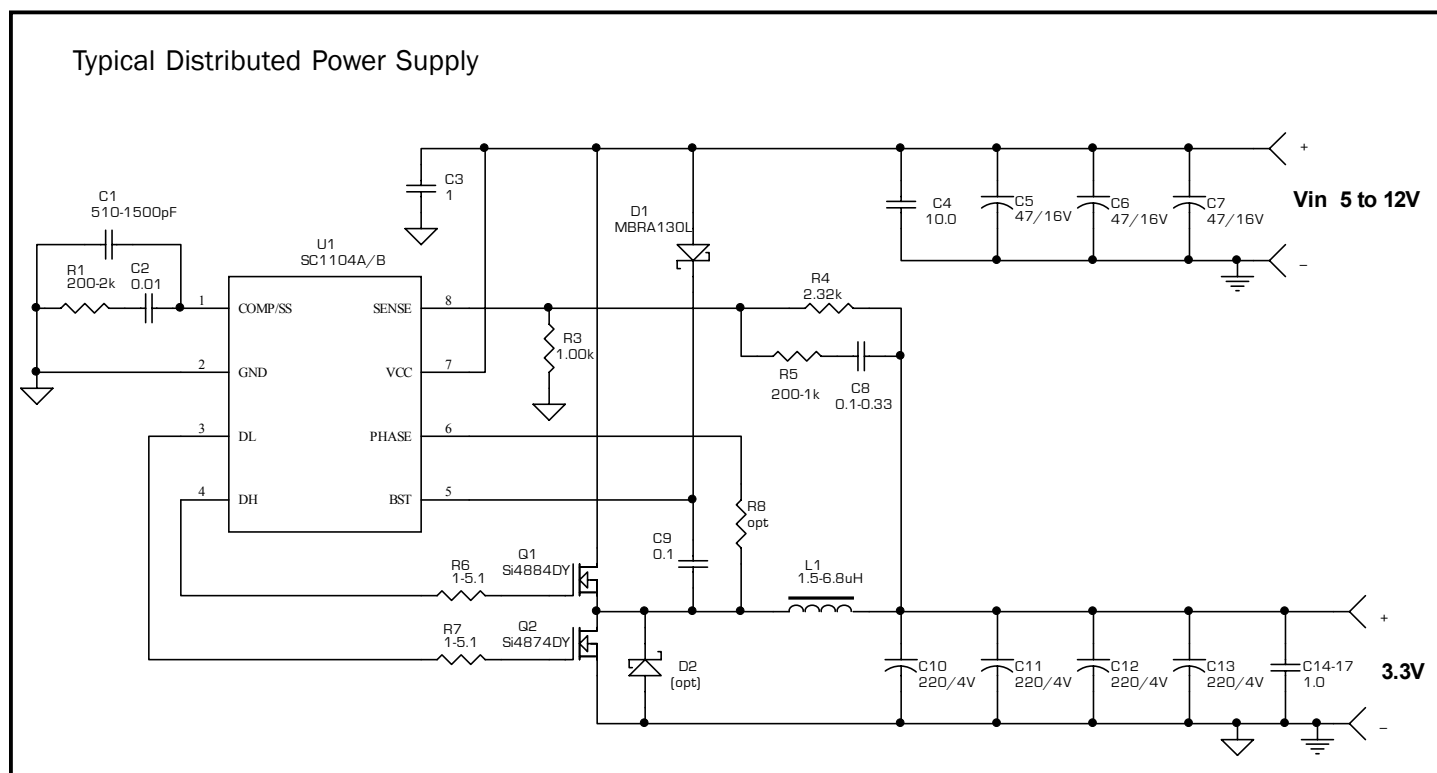 Typical Distributed Power Supply
C1
510-1500pF
R1
200-2k
C2
0.01
U1
SC1104A/B
1
COMP/SS
2
GND
3
DL
4
DH
SENSE
8
VCC
7
PHASE
6
BST
5
C3
1
D1
MBRA130L
C4
10.0
C5
47/16V
C6
47/16V
C7
47/16V
+
Vin 5 to 12V
_
R3
1.00k
R4
2.32k
R5
200-1k
C8
0.1-0.33
R8
opt
C9
0.1
R6
1-5.1
Q1
Si4884DY
R7
1-5.1
Q2
Si4874DY
D2
(opt)
L1
1.5-6.8uH
C10
220/4V
C11
220/4V
C12
220/4V
C13
220/4V
C14-17
1.0
+
3.3V
_